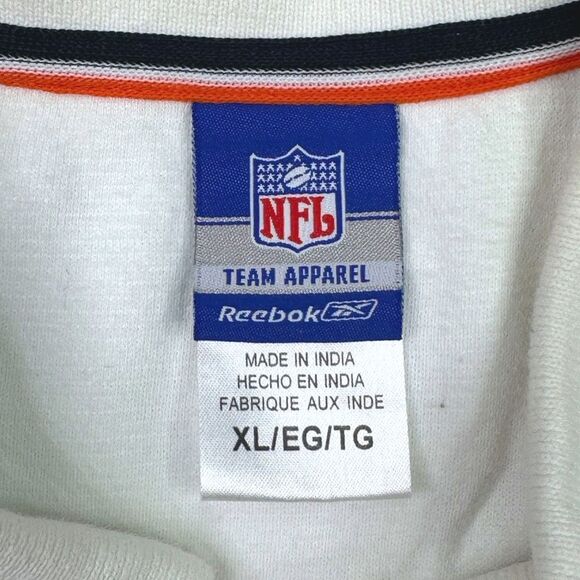 NFL
TEAM APPAREL
Reebok
MADE IN INDIA
HECHO EN INDIA
FABRIQUE AUX INDE
XL/EG/TG